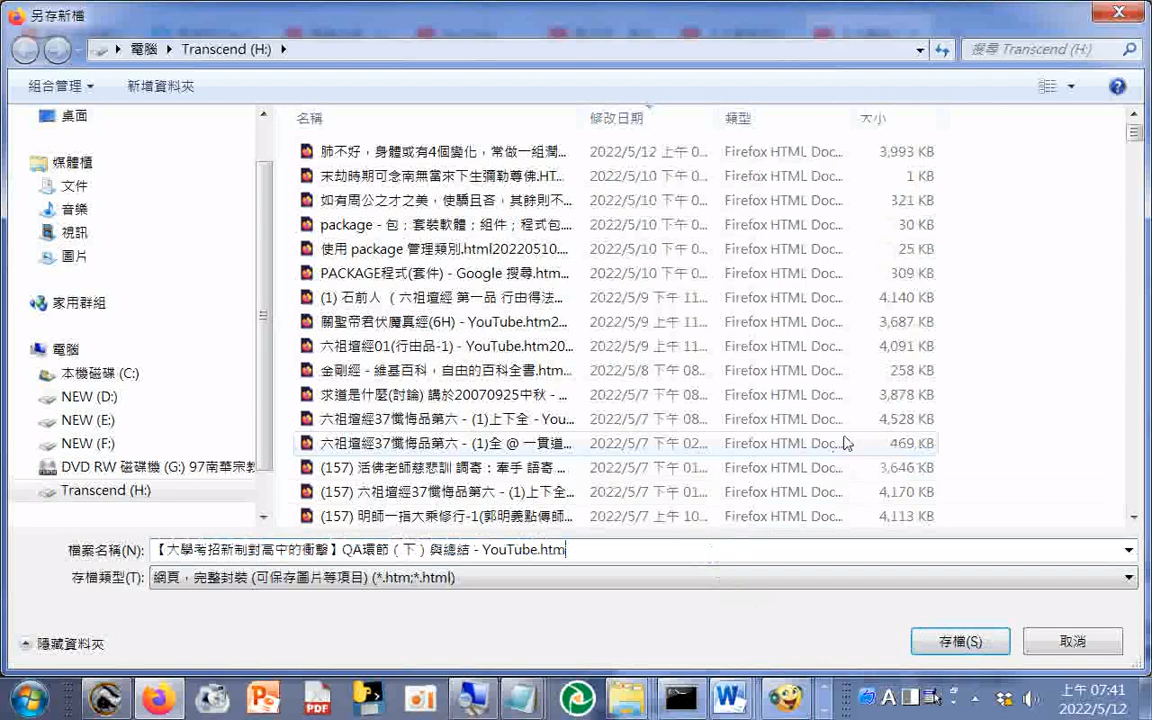 另存新檔
電腦 Transcend (H:)
搜尋 Transcend (H:)
組合管理
新增資料夾
名稱 修改日期 類型 大小
桌面
媒體櫃
文件
音樂
視訊
圖片
家用群組
電腦
本機磁碟 (C:)
NEW (D:)
NEW (E:)
NEW (F:)
DVD RW 磁碟機 (G:) 97南華宗教
Transcend (H:)
肺不好，身體或有4個變化，常做一組潤... 2022/5/12 上午 0... Firefox HTML Doc... 3,993 KB
末劫時期可念南無當來下生彌勒尊佛.HT... 2022/5/10 上午 0... Firefox HTML Doc... 1 KB
如有周公之才之美，使驕且吝，其餘則不... 2022/5/10 上午 0... Firefox HTML Doc... 321 KB
package - 包；套裝軟體；組件；程式包.... 2022/5/10 上午 0... Firefox HTML Doc... 30 KB
使用 package 管理類別.html20220510.... 2022/5/10 上午 0... Firefox HTML Doc... 25 KB
PACKAGE程式(套件) - Google 搜尋.htm... 2022/5/10 上午 0... Firefox HTML Doc... 309 KB
(1) 石前人 （六祖壇經 第一品 行由得法... 2022/5/9 下午 11... Firefox HTML Doc... 4,140 KB
關聖帝君伏魔真經(6H) - YouTube.htm2... 2022/5/9 上午 11... Firefox HTML Doc... 3,687 KB
六祖壇經01(行由品-1) - YouTube.htm20... 2022/5/9 上午 11... Firefox HTML Doc... 4,091 KB
金剛經 - 維基百科，自由的百科全書.htm... 2022/5/8 上午 08... Firefox HTML Doc... 258 KB
求道是什麼(討論) 講於20070925中秋 - ... 2022/5/7 下午 08... Firefox HTML Doc... 3,878 KB
六祖壇經37懺悔品第六 - (1)上下全 - You... 2022/5/7 下午 08... Firefox HTML Doc... 4,528 KB
六祖壇經37懺悔品第六 - (1)全 @ 一貫道... 2022/5/7 下午 02... Firefox HTML Doc... 469 KB
(157) 活佛老師慈悲訓 調寄：牽手 語寄 ... 2022/5/7 下午 01... Firefox HTML Doc... 3,646 KB
(157) 六祖壇經37懺悔品第六 - (1)上下全... 2022/5/7 下午 01... Firefox HTML Doc... 4,170 KB
(157) 明師一指大乘修行-1(郭明義點傳師... 2022/5/7 上午 10... Firefox HTML Doc... 4,113 KB
檔案名稱(N): 【大學考招新制對高中的衝擊】QA環節（下）與總結 - YouTube.htm
存檔類型(T): 網頁，完整封裝 (可保存圖片等項目) (*.htm;*.html)
隱藏資料夾
存檔(S)
取消
上午 07:41
2022/5/12